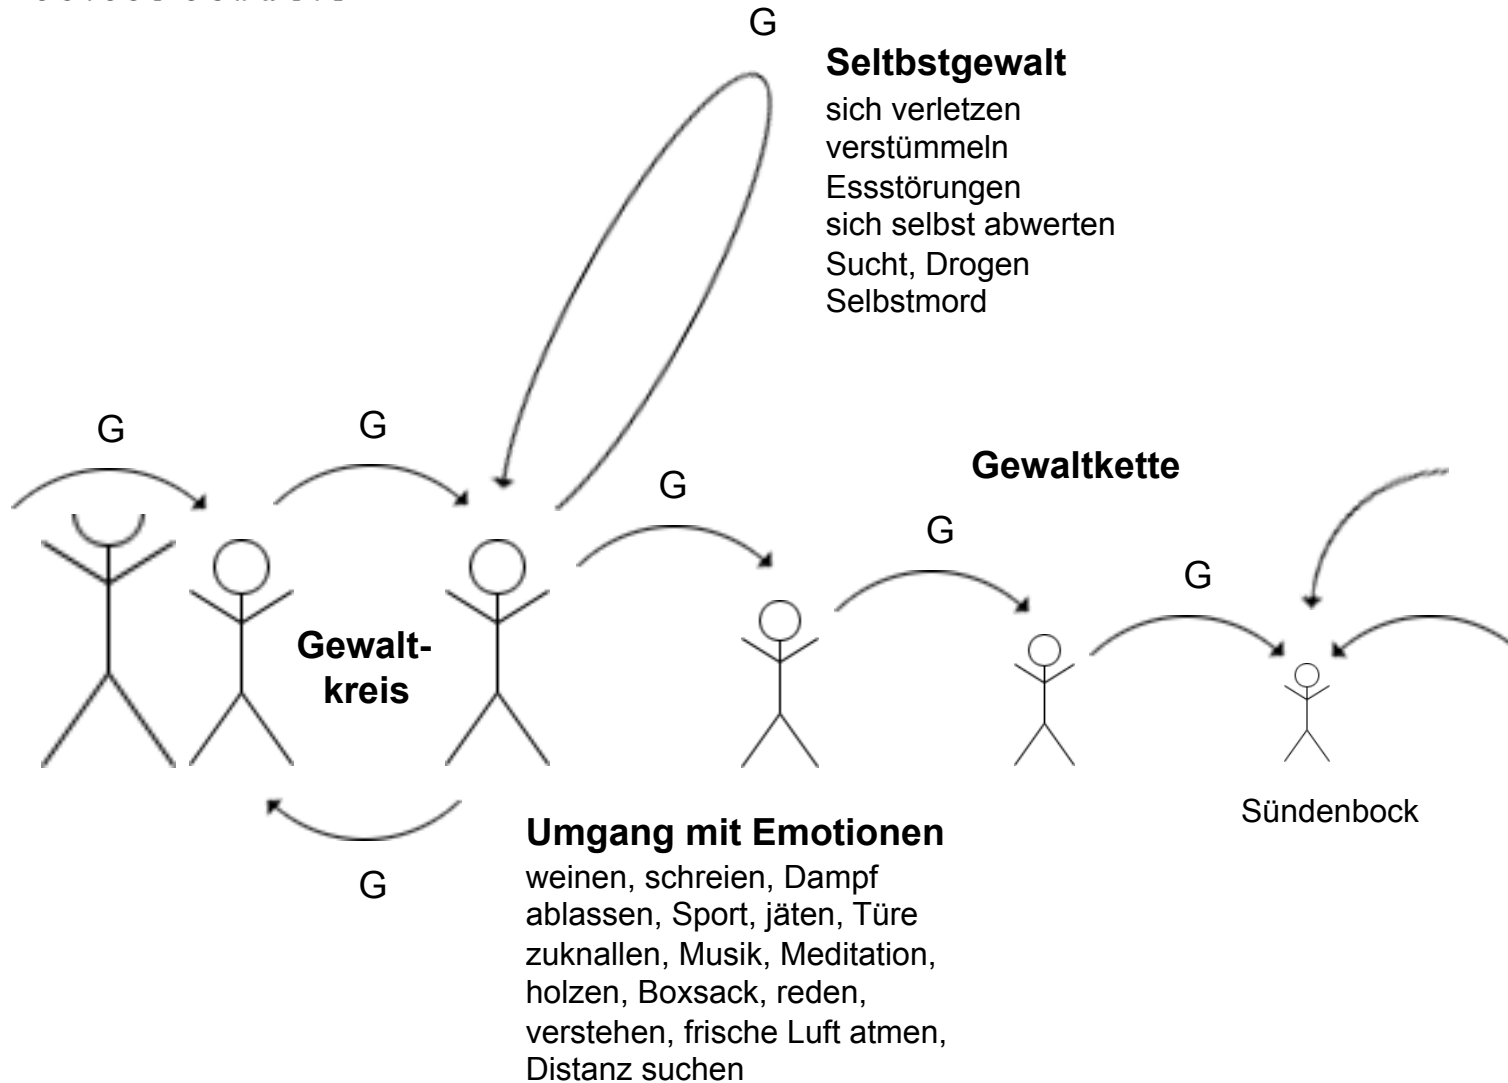 G
Seltbstgewalt
sich verletzen
verstümmeln
Essstörungen
sich selbst abwerten
Sucht, Drogen
Selbstmord
G
G
G
Gewaltkette
G
G
Gewalt-
kreis
Sündenbock
G
Umgang mit Emotionen
weinen, schreien, Dampf
ablassen, Sport, jäten, Türe
zuknallen, Musik, Meditation,
holzen, Boxsack, reden,
verstehen, frische Luft atmen,
Distanz suchen